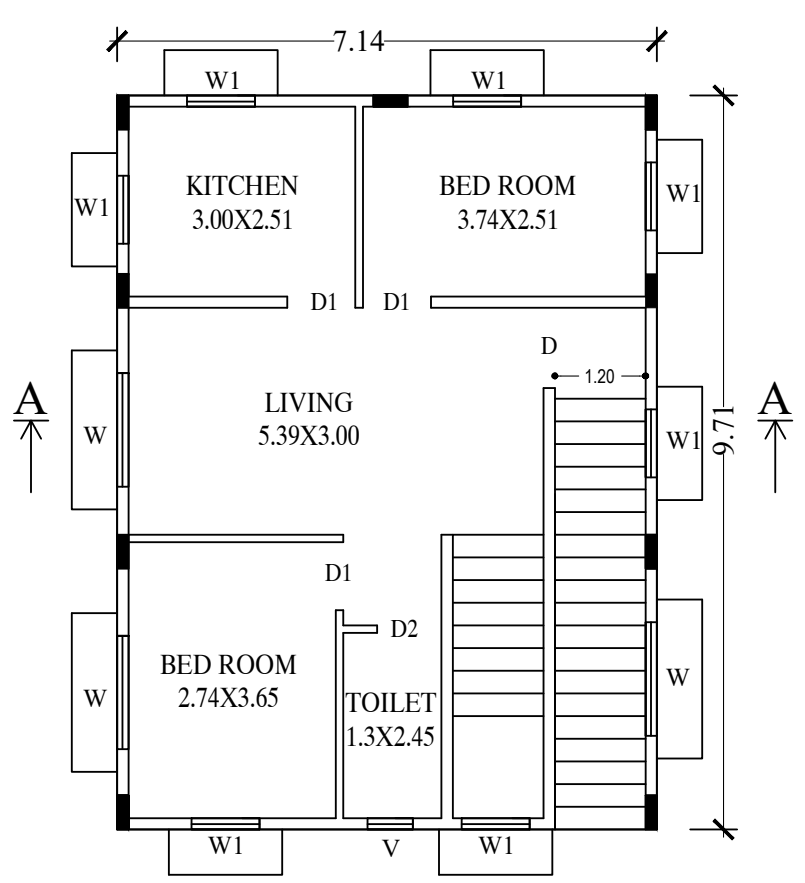 7.14
W1
W1
KITCHEN
3.00X2.51
BED ROOM
3.74X2.51
W1
W1
D1
D1
D
1.20
A
A
LIVING
5.39X3.00
W
W1
9.71
D1
D2
BED ROOM
2.74X3.65
TOILET
1.3X2.45
W
W
W1
V
W1